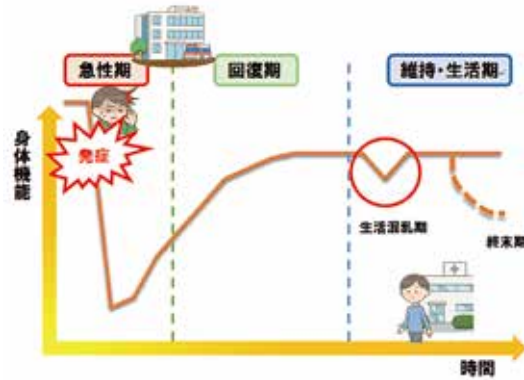 急性期
回復期
維持・生活期
身体機能
発症
生活混乱期
終末期
時間